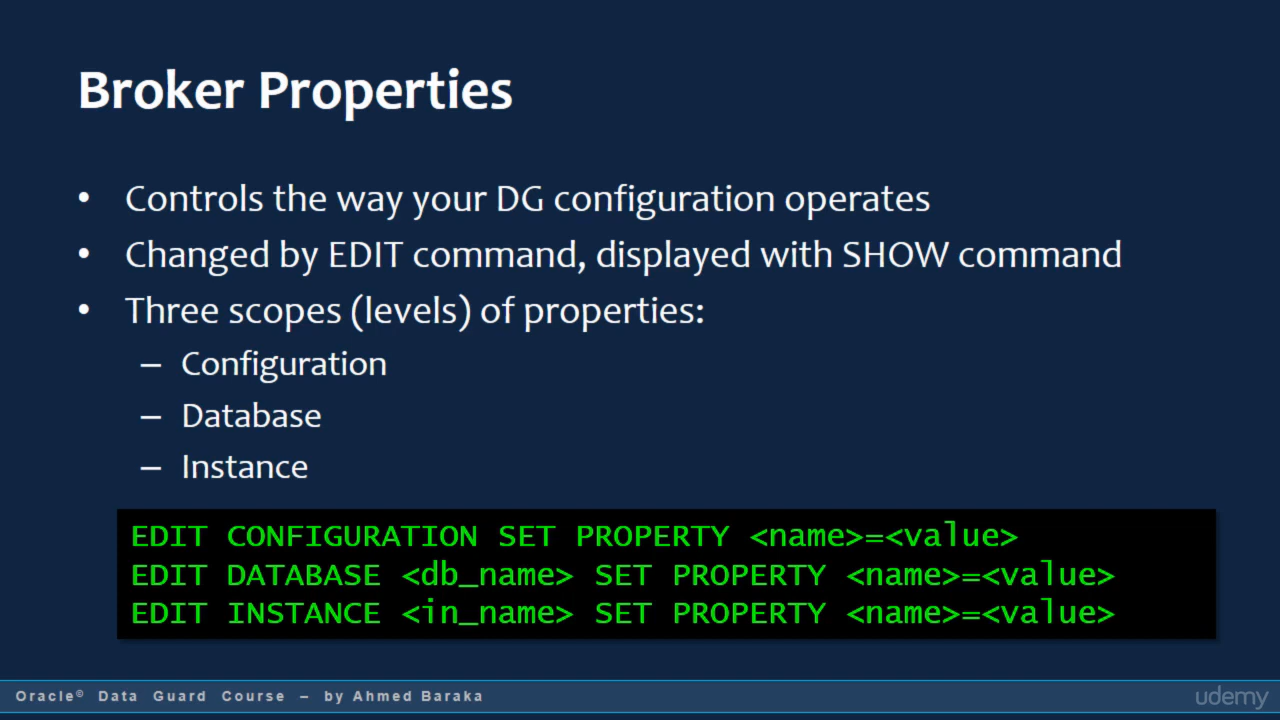 Broker Properties
• Controls the way your DG configuration operates
• Changed by EDIT command, displayed with SHOW command
• Three scopes (levels) of properties:
– Configuration
– Database
– Instance
EDIT CONFIGURATION SET PROPERTY <name>=<value>
EDIT DATABASE <db_name> SET PROPERTY <name>=<value>
EDIT INSTANCE <in_name> SET PROPERTY <name>=<value>
Oracle© Data Guard Course – by Ahmed Baraka
udemy